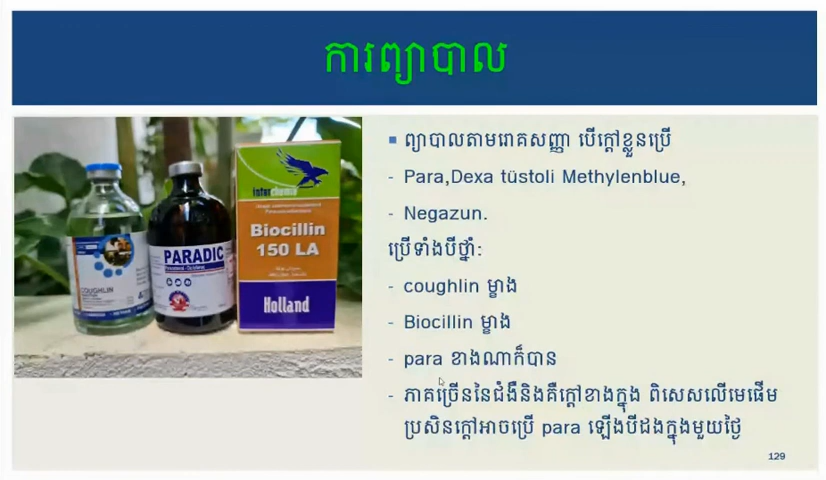 ការព្យាបាល
ព្យាបាលតាមរោគសញ្ញា បើក្តៅខ្លួនប្រើ
- Para,Dexa tüstoli Methylenblue,
- Negazun.
ប្រើទាំងបីថ្នាំ:
- coughlin ម្ខាង
- Biocillin ម្ខាង
- para ខាងណាក៏បាន
- ភាគច្រើននៃជំងឺនិងគឺក្តៅខាងក្នុង ពិសេសលើមេផើម
ប្រសិនក្តៅអាចប្រើ para ឡើងបីដងក្នុងមួយថ្ងៃ
129
COUGHLIN
PARADIC
interchemie
Biocillin
150 LA
Holland